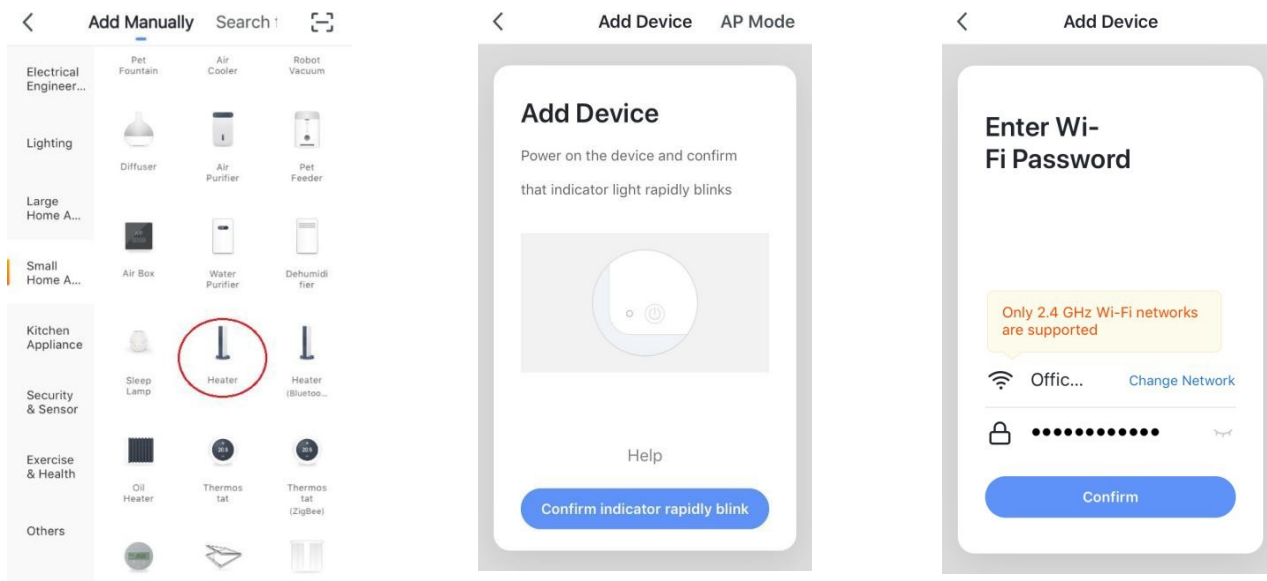 Add Manually
Search
Electrical
Engineer...
Lighting
Large
Home A...
Small
Home A...
Kitchen
Appliance
Security
& Sensor
Exercise
& Health
Others
Pet
Fountain
Air
Cooler
Robot
Vacuum
Diffuser
Air
Purifier
Pet
Feeder
Air Box
Water
Purifier
Dehumidi
fier
Sleep
Lamp
Heater
Heater
(Bluetoo...
Oil
Heater
Thermos
tat
Thermos
tat
(ZigBee)
Add Device
AP Mode
Add Device
Power on the device and confirm
that indicator light rapidly blinks
Help
Confirm indicator rapidly blink
Add Device
Enter Wi-
Fi Password
Only 2.4 GHz Wi-Fi networks
are supported
Offic...
Change Network
Confirm